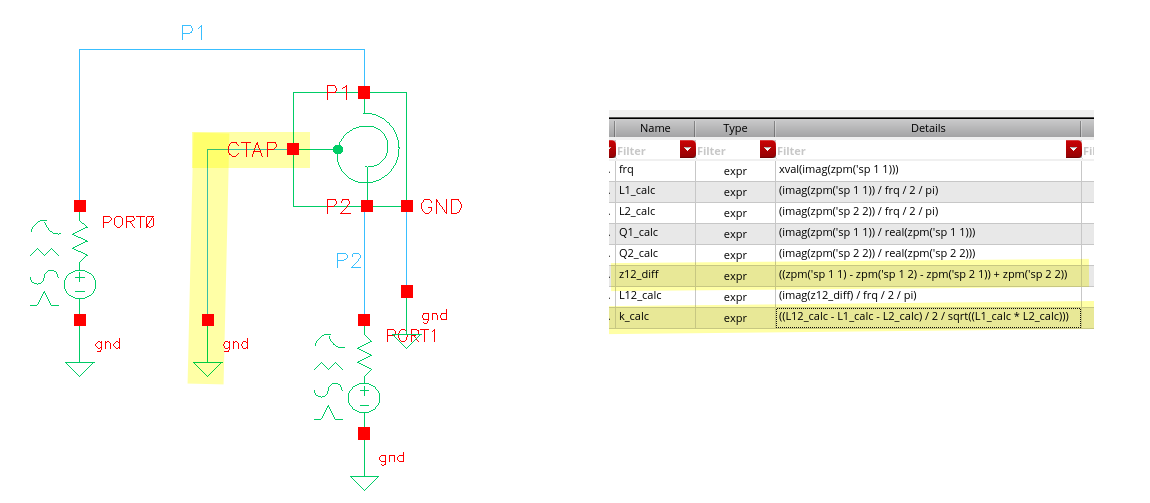 P1
P1
CTAP
P2
GND
PORT0
P2
gnd
gnd
gnd
PORT1
gnd
Name Type Details
Filter Filter Filter Fil
frq expr xval(imag(zpm('sp 1 1)))
L1_calc expr (imag(zpm('sp 1 1)) / frq / 2 / pi)
L2_calc expr (imag(zpm('sp 2 2)) / frq / 2 / pi)
Q1_calc expr (imag(zpm('sp 1 1)) / real(zpm('sp 1 1)))
Q2_calc expr (imag(zpm('sp 2 2)) / real(zpm('sp 2 2)))
z12_diff expr ((zpm('sp 1 1) - zpm('sp 1 2) - zpm('sp 2 1)) + zpm('sp 2 2))
L12_calc expr (imag(z12_diff) / frq / 2 / pi)
k_calc expr ((L12_calc - L1_calc - L2_calc) / 2 / sqrt((L1_calc * L2_calc)))